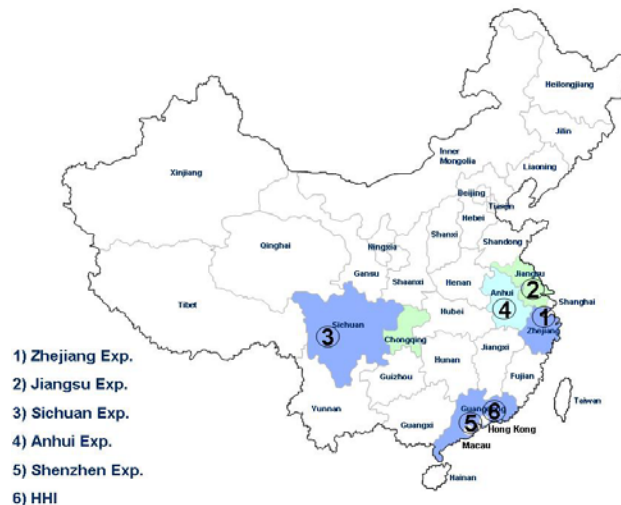 Heilongjiang
Jilin
Liaoning
Inner
Mongolia
Xinjiang
Beijing
Tianjin
Hebei
Shanxi
Shandong
Ningxia
Qinghai
Gansu
Shaanxi
Henan
Jiangsu
2
Anhui
4
Shanghai
Tibet
Hubei
1
Zhejiang
Sichuan
3
Chongqing
Jiangxi
Hunan
Guizhou
Fujian
Yunnan
Taiwan
Guangxi
Guangdong
6
5
Hong Kong
Macau
Hainan
1) Zhejiang Exp.
2) Jiangsu Exp.
3) Sichuan Exp.
4) Anhui Exp.
5) Shenzhen Exp.
6) HHI